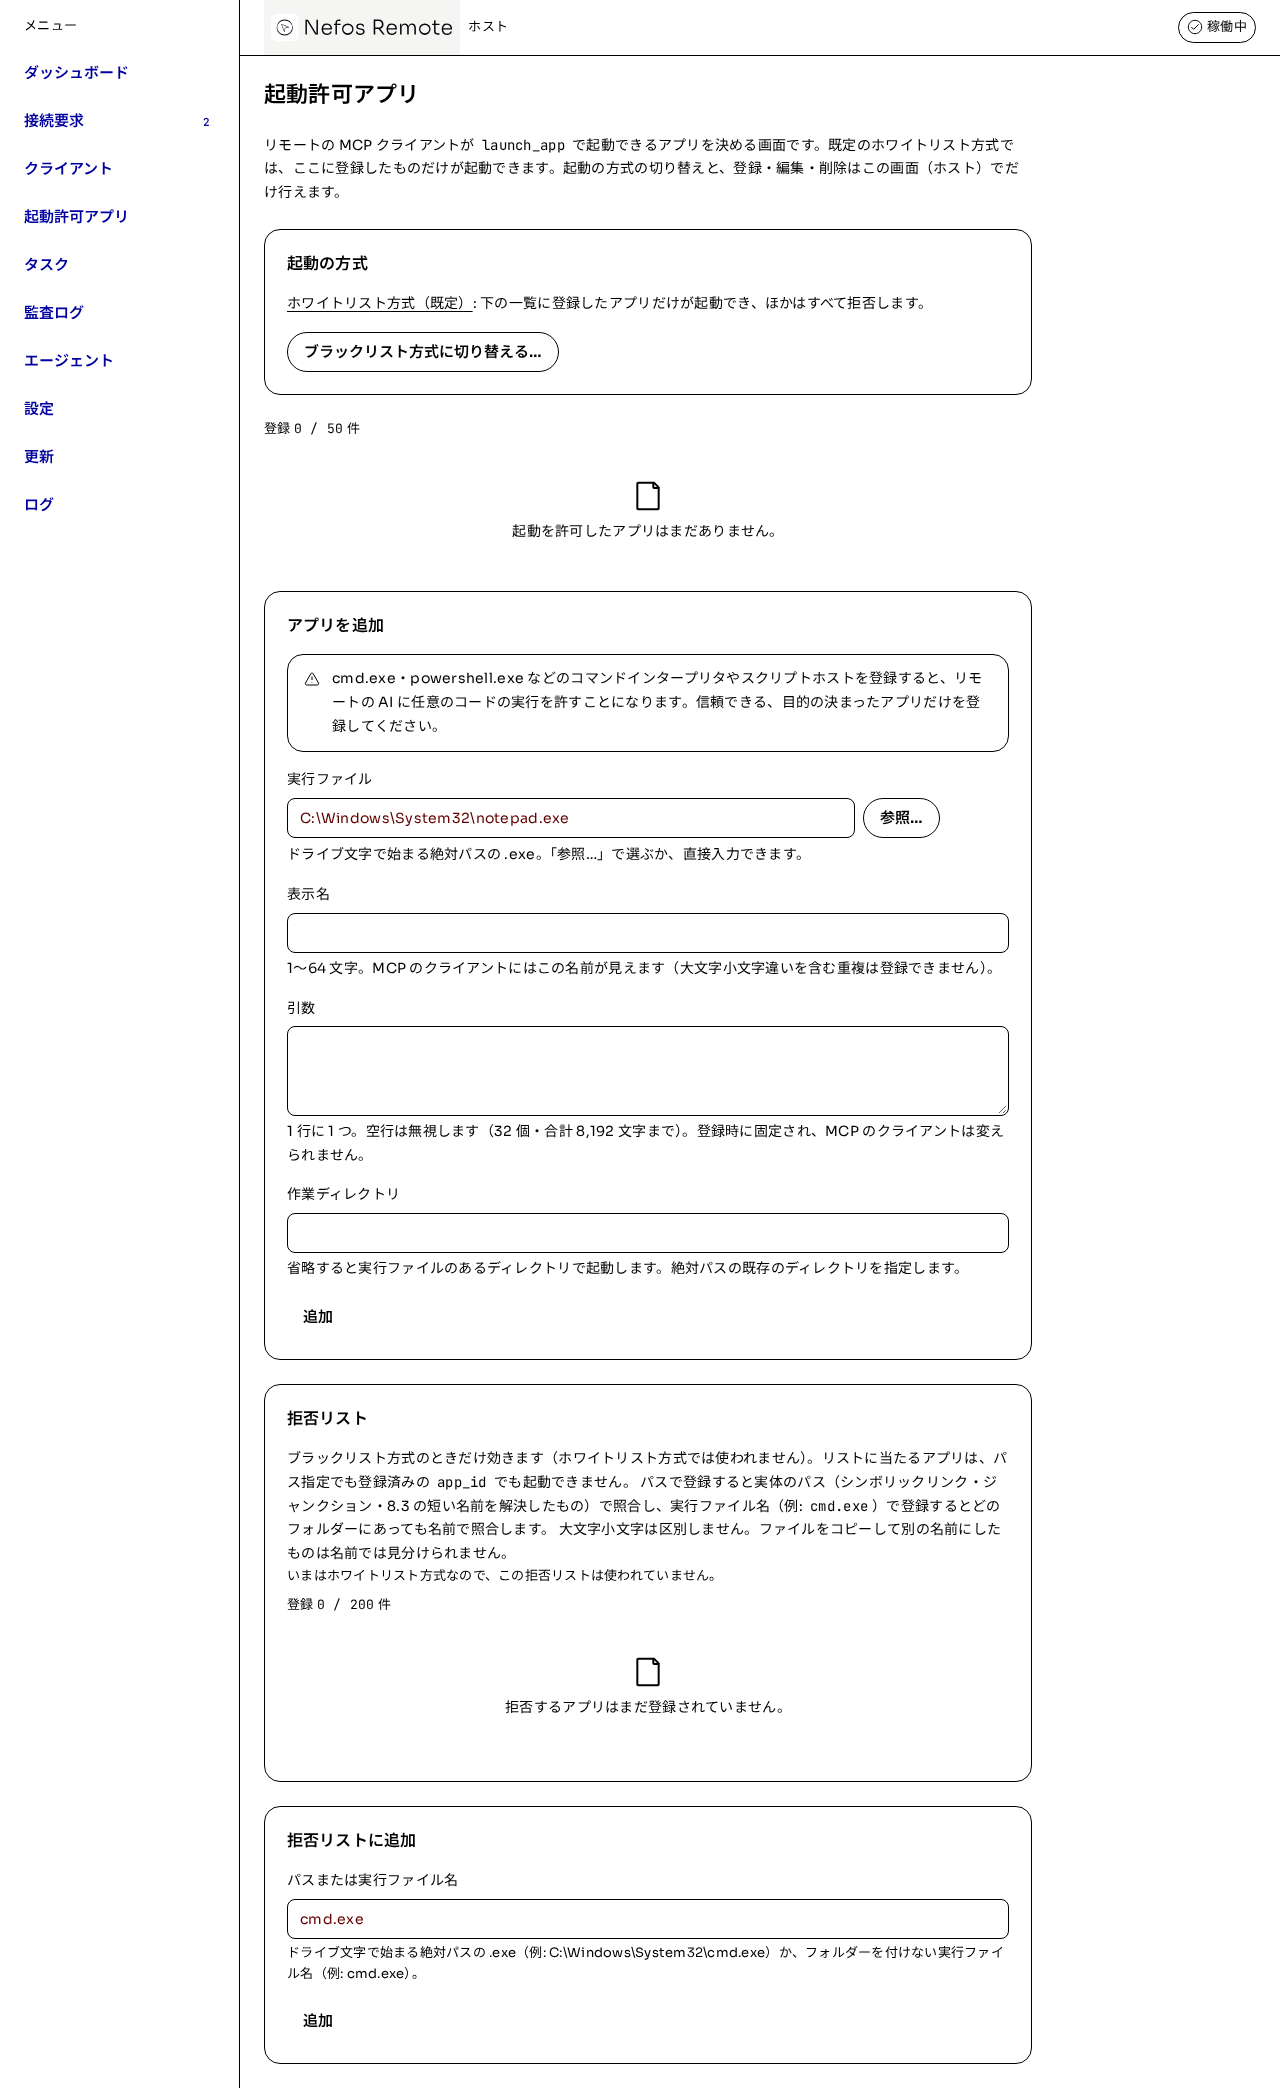 メニュー
ダッシュボード
接続要求 2
クライアント
起動許可アプリ
タスク
監査ログ
エージェント
設定
更新
ログ
Nefos Remote ホスト
稼働中
起動許可アプリ
リモートの MCP クライアントが launch_app で起動できるアプリを決める画面です。既定のホワイトリスト方式で
は、ここに登録したものだけが起動できます。起動の方式の切り替えと、登録・編集・削除はこの画面（ホスト）でだ
け行えます。
起動の方式
ホワイトリスト方式（既定）: 下の一覧に登録したアプリだけが起動でき、ほかはすべて拒否します。
ブラックリスト方式に切り替える…
登録 0 / 50 件
起動を許可したアプリはまだありません。
アプリを追加
cmd.exe・powershell.exe などのコマンドインタープリタやスクリプトホストを登録すると、リモ
ートの AI に任意のコードの実行を許すことになります。信頼できる、目的の決まったアプリだけを登
録してください。
実行ファイル
C:\Windows\System32\notepad.exe 参照…
ドライブ文字で始まる絶対パスの .exe。「参照…」で選ぶか、直接入力できます。
表示名
1〜64 文字。MCP のクライアントにはこの名前が見えます（大文字小文字違いを含む重複は登録できません）。
引数
1 行に 1 つ。空行は無視します（32 個・合計 8,192 文字まで）。登録時に固定され、MCP のクライアントは変え
られません。
作業ディレクトリ
省略すると実行ファイルのあるディレクトリで起動します。絶対パスの既存のディレクトリを指定します。
追加
拒否リスト
ブラックリスト方式のときだけ効きます（ホワイトリスト方式では使われません）。リストに当たるアプリは、パ
ス指定でも登録済みの app_id でも起動できません。 パスで登録すると実体のパス（シンボリックリンク・ジ
ャンクション・8.3 の短い名前を解決したもの）で照合し、実行ファイル名（例: cmd.exe ）で登録するとどの
フォルダーにあっても名前で照合します。 大文字小文字は区別しません。ファイルをコピーして別の名前にした
ものは名前では見分けられません。
いまはホワイトリスト方式なので、この拒否リストは使われていません。
登録 0 / 200 件
拒否するアプリはまだ登録されていません。
拒否リストに追加
パスまたは実行ファイル名
cmd.exe
ドライブ文字で始まる絶対パスの .exe（例: C:\Windows\System32\cmd.exe）か、フォルダーを付けない実行ファイ
ル名（例: cmd.exe）。
追加